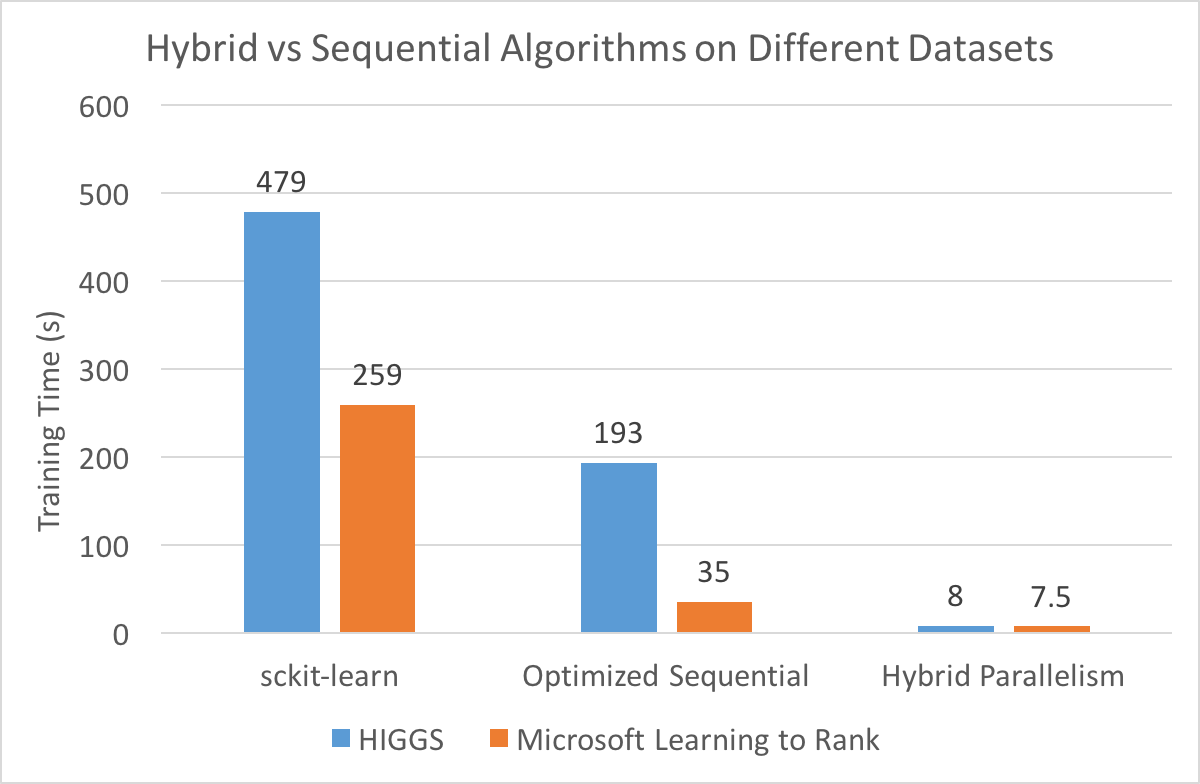 Hybrid vs Sequential Algorithms on Different Datasets
600
500
400
300
200
100
0
Training Time (s)
479
259
193
35
8
7.5
sckit-learn
Optimized Sequential
Hybrid Parallelism
HIGGS
Microsoft Learning to Rank